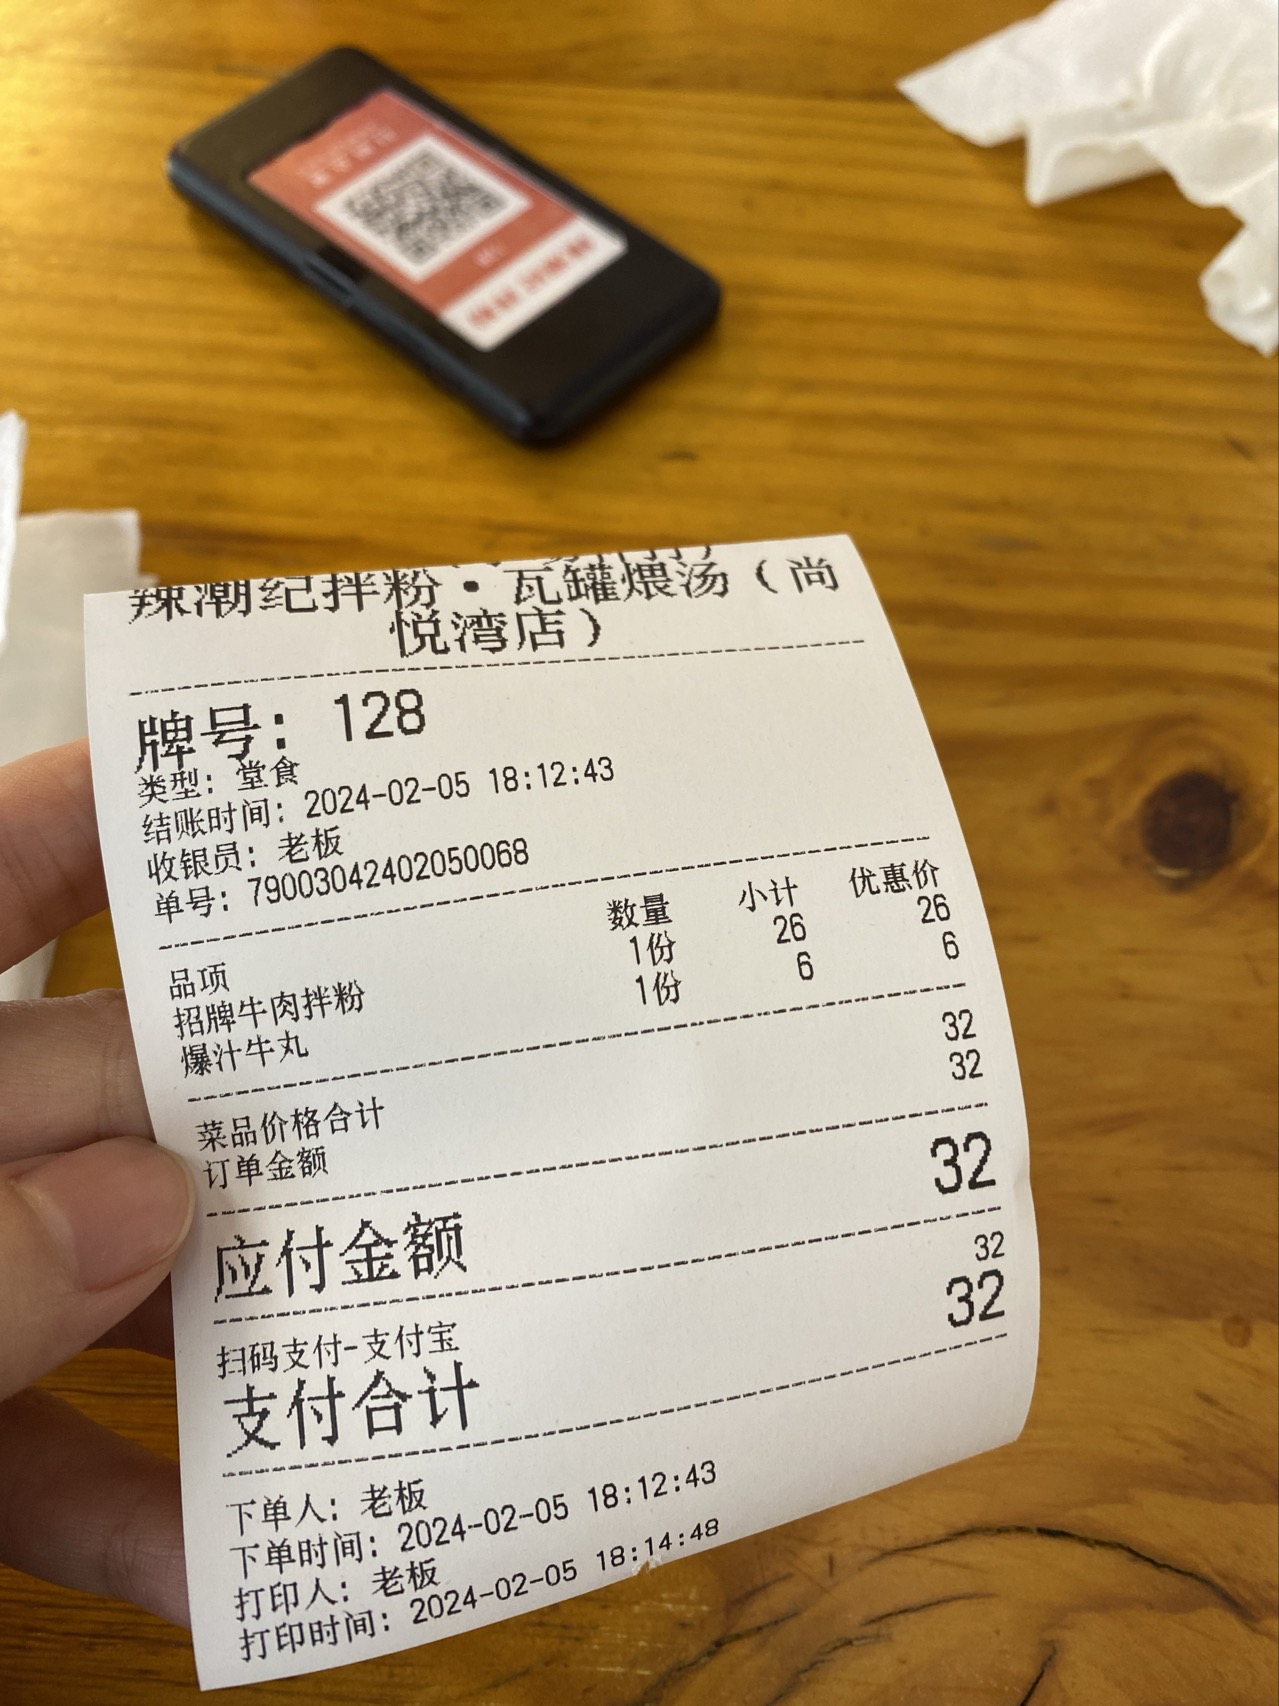 辣潮纪拌粉·瓦罐煨汤（尚
悦湾店）
牌号: 128
类型: 堂食
结账时间: 2024-02-05 18:12:43
收银员: 老板
单号: 79003042402050068
品项 数量 小计 优惠价
招牌牛肉拌粉 1份 26 26
爆汁牛丸 1份 6 6
菜品价格合计 32
订单金额 32
应付金额 32
扫码支付-支付宝 32
支付合计 32
下单人: 老板
下单时间: 2024-02-05 18:12:43
打印人: 老板
打印时间: 2024-02-05 18:14:48